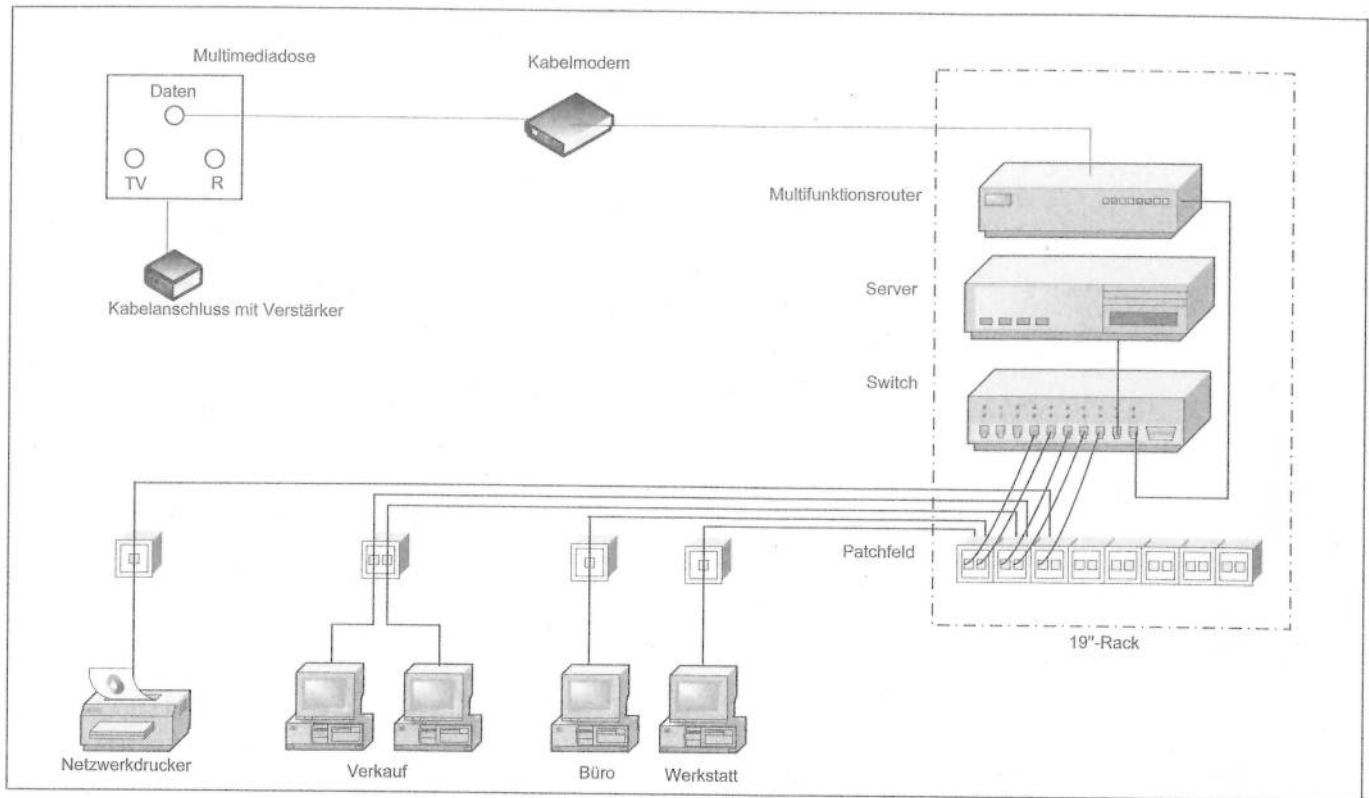 Multimediadose
Kabelmodem
Daten
TV
R
Multifunktionsrouter
Kabelanschluss mit Verstärker
Server
Switch
Patchfeld
19"-Rack
Netzwerkdrucker
Verkauf
Büro
Werkstatt